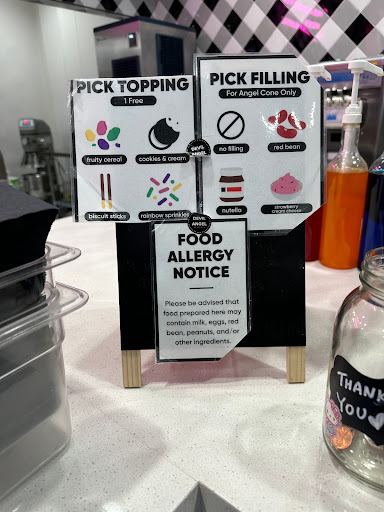 PICK TOPPING
1 Free
fruity cereal
cookies & cream
biscuit sticks
rainbow sprinkles
PICK FILLING
For Angel Cone Only
no filling
red bean
nutella
strawberry
cream cheese
DEVIL
ANGEL
DEVIL
ANGEL
FOOD
ALLERGY
NOTICE
Please be advised that
food prepared here may
contain milk, eggs, red
bean, peanuts, and/or
other ingredients.
THANK
YOU